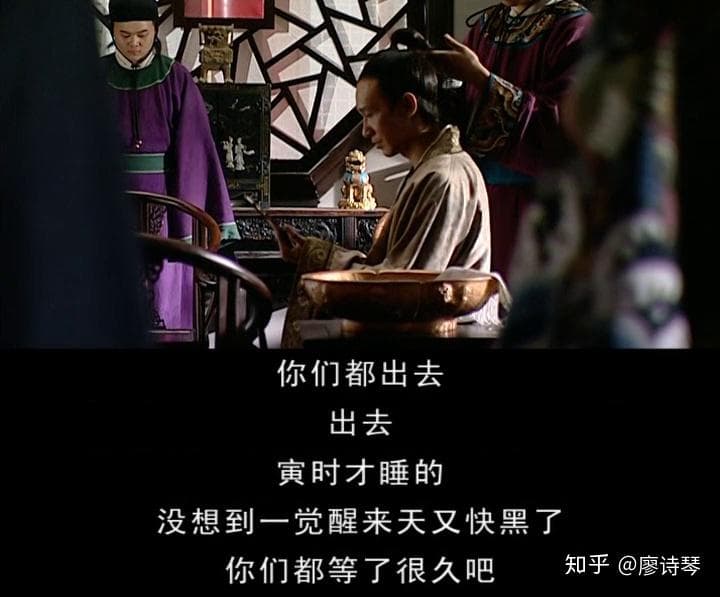 你们都出去
出去
寅时才睡的
没想到一觉醒来天又快黑了
你们都等了很久吧
知乎 @廖诗琴